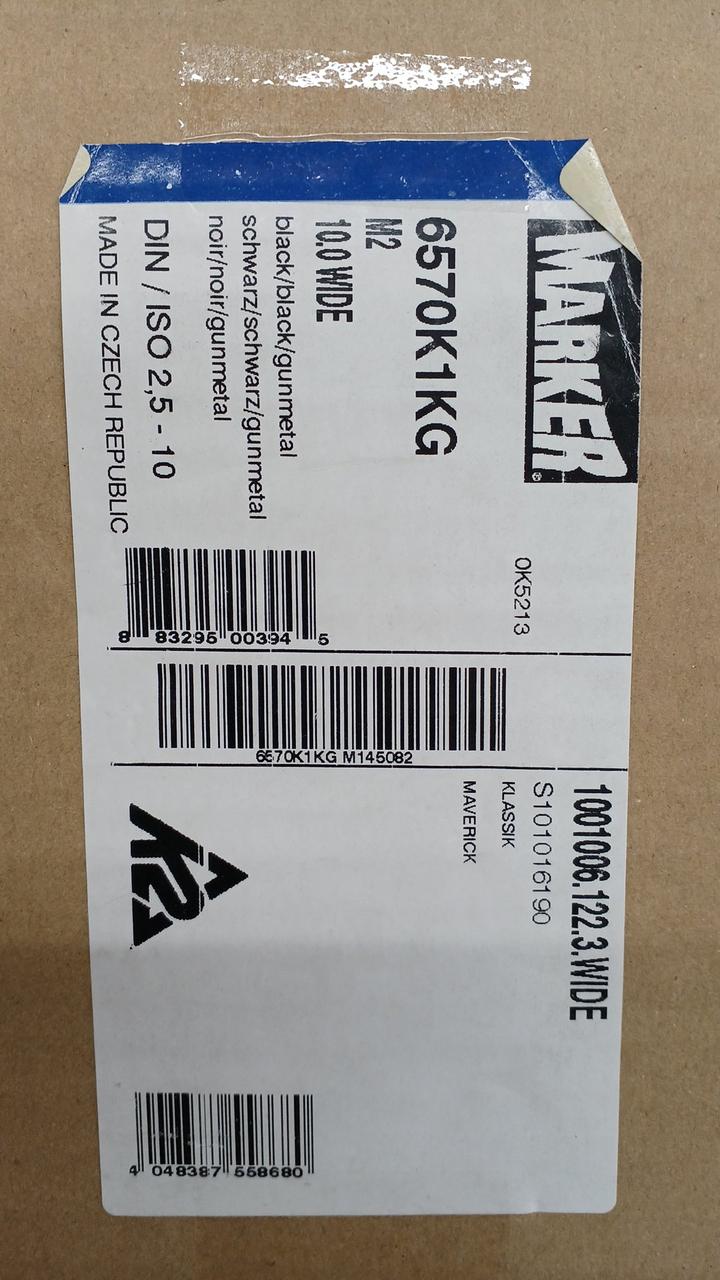 MARKER®
0K5213
6570K1KG
M2
10.0 WIDE
black/black/gunmetal
schwarz/schwarz/gunmetal
noir/noir/gunmetal
DIN / ISO 2,5 - 10
MADE IN CZECH REPUBLIC
8 83295 00394 5
6570K1KG M145082
1001006.122.3.WIDE
S101016190
KLASSIK
MAVERICK
K2
4 048387 558680